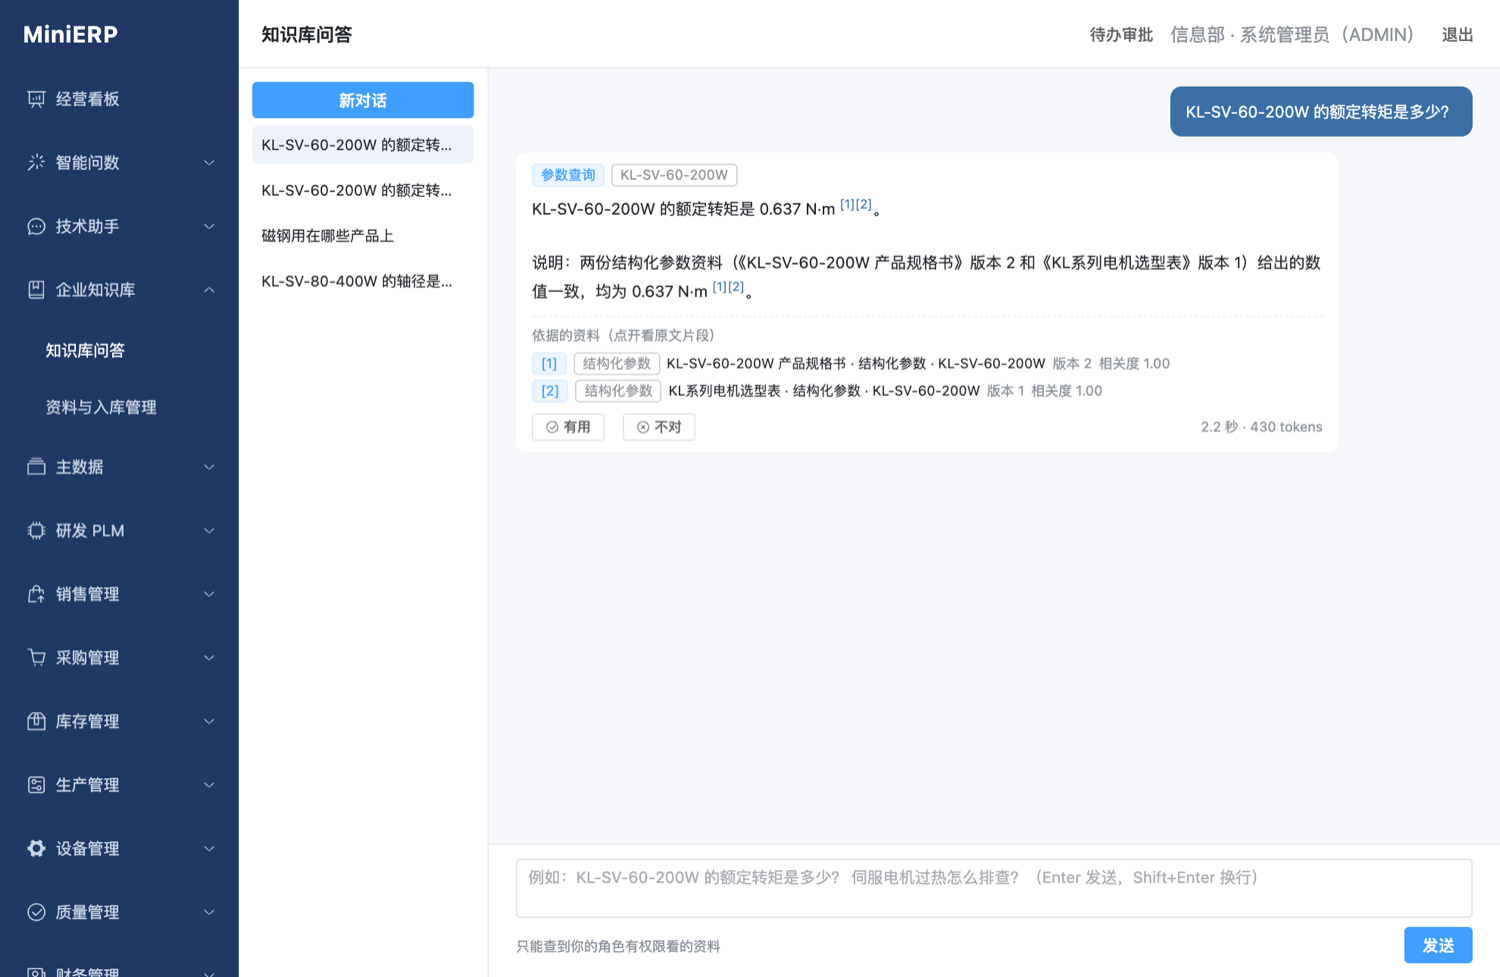 MiniERP
经营看板
智能问数
技术助手
企业知识库
知识库问答
资料与入库管理
主数据
研发 PLM
销售管理
采购管理
库存管理
生产管理
设备管理
质量管理
财务管理
知识库问答
待办审批 信息部 · 系统管理员（ADMIN） 退出
新对话
KL-SV-60-200W 的额定转...
KL-SV-60-200W 的额定转...
磁钢用在哪些产品上
KL-SV-80-400W 的轴径是...
KL-SV-60-200W 的额定转矩是多少？
参数查询 KL-SV-60-200W
KL-SV-60-200W 的额定转矩是 0.637 N·m [1][2]。
说明：两份结构化参数资料（《KL-SV-60-200W 产品规格书》版本 2 和《KL系列电机选型表》版本 1）给出的数
值一致，均为 0.637 N·m [1][2]。
依据的资料（点开看原文片段）
[1] 结构化参数 KL-SV-60-200W 产品规格书 · 结构化参数 · KL-SV-60-200W 版本 2 相关度 1.00
[2] 结构化参数 KL系列电机选型表 · 结构化参数 · KL-SV-60-200W 版本 1 相关度 1.00
有用 不对 2.2 秒 · 430 tokens
例如：KL-SV-60-200W 的额定转矩是多少？ 伺服电机过热怎么排查？（Enter 发送，Shift+Enter 换行）
只能查到你的角色有权限看的资料 发送